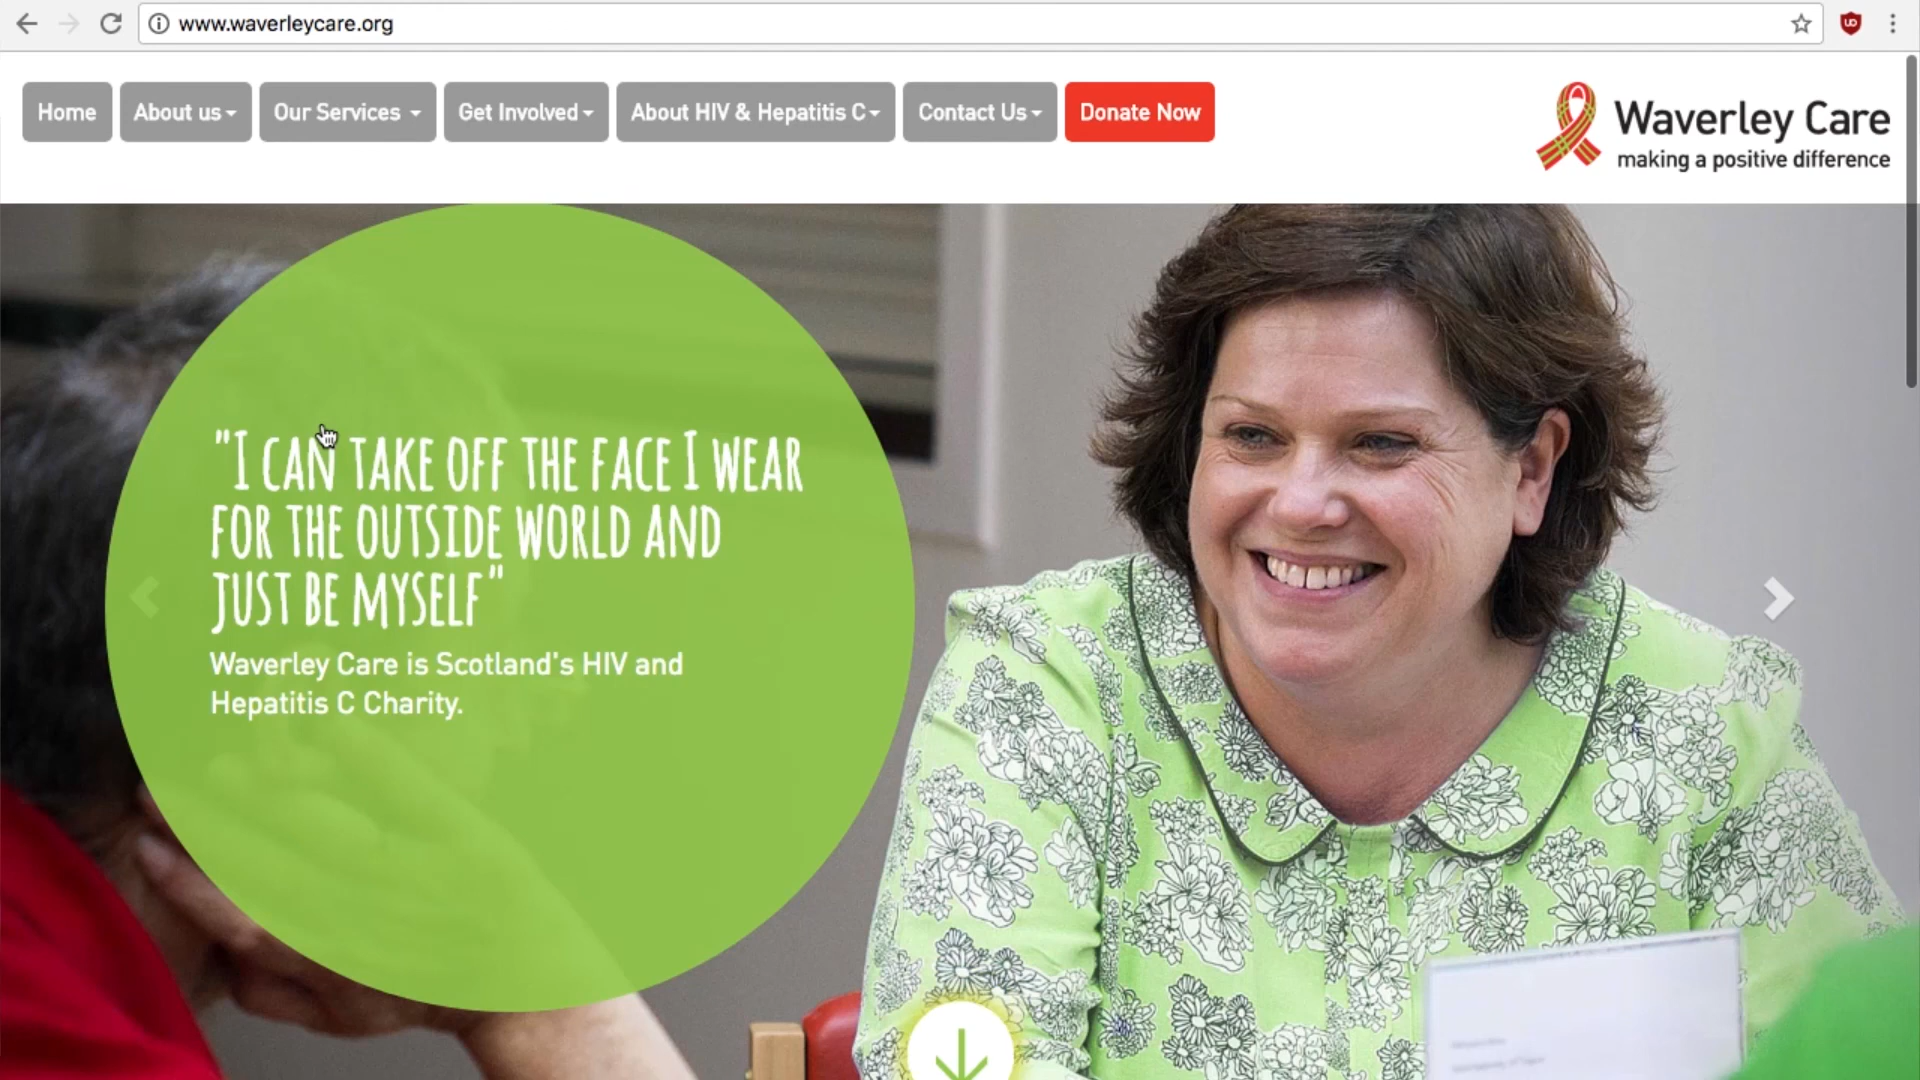 www.waverleycare.org
Home About us Our Services Get Involved About HIV & Hepatitis C Contact Us Donate Now
Waverley Care
making a positive difference
"I CAN TAKE OFF THE FACE I WEAR
FOR THE OUTSIDE WORLD AND
JUST BE MYSELF"
Waverley Care is Scotland's HIV and
Hepatitis C Charity.